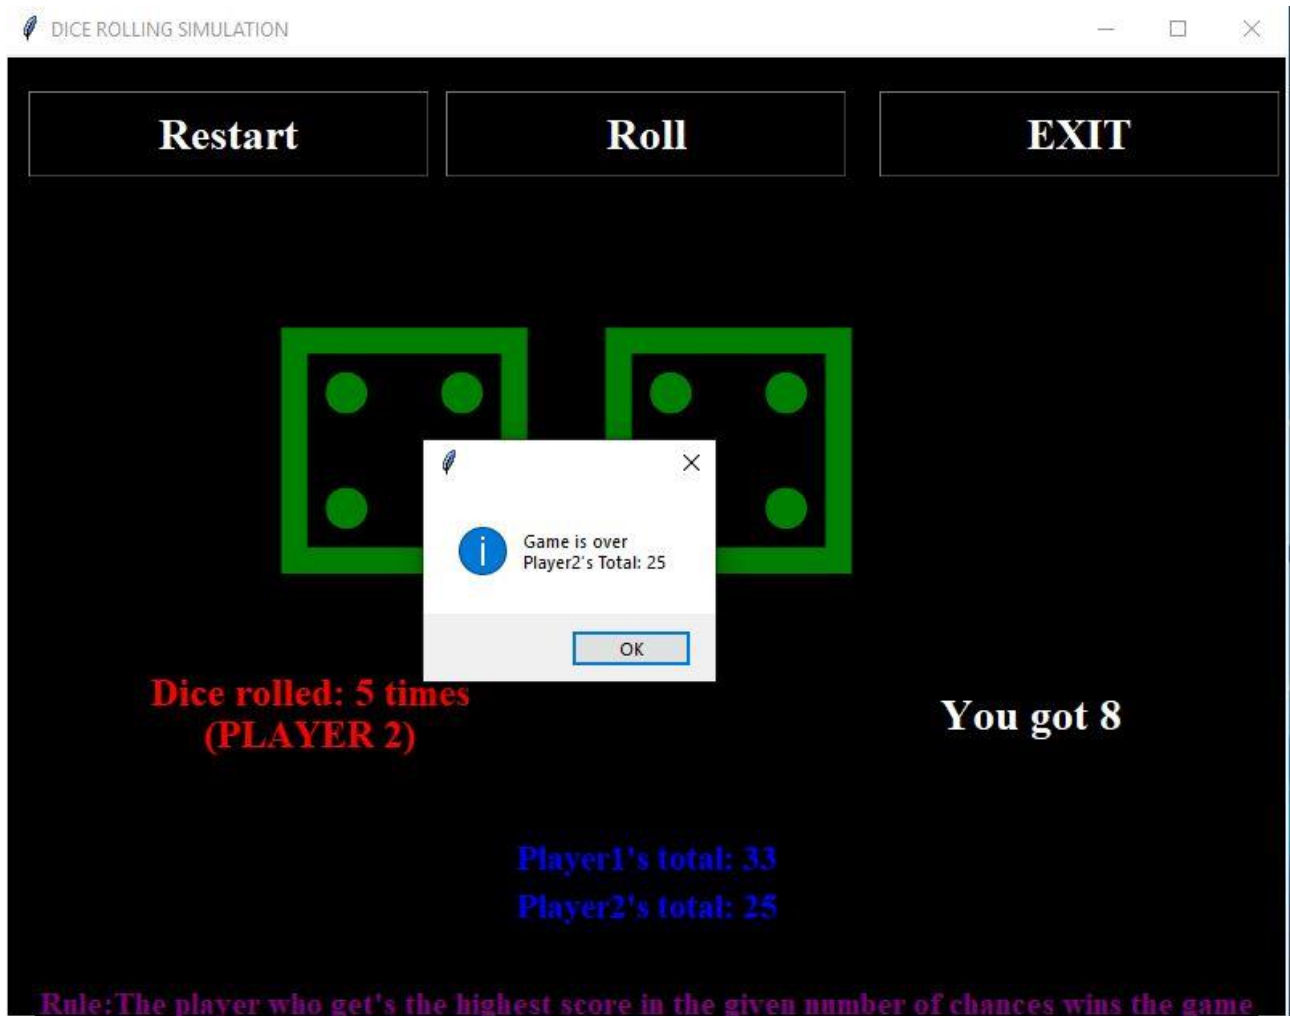 DICE ROLLING SIMULATION
Restart
Roll
EXIT
Game is over
Player2's Total: 25
OK
Dice rolled: 5 times
(PLAYER 2)
You got 8
Player1's total: 33
Player2's total: 25
Rule:The player who get's the highest score in the given number of chances wins the game